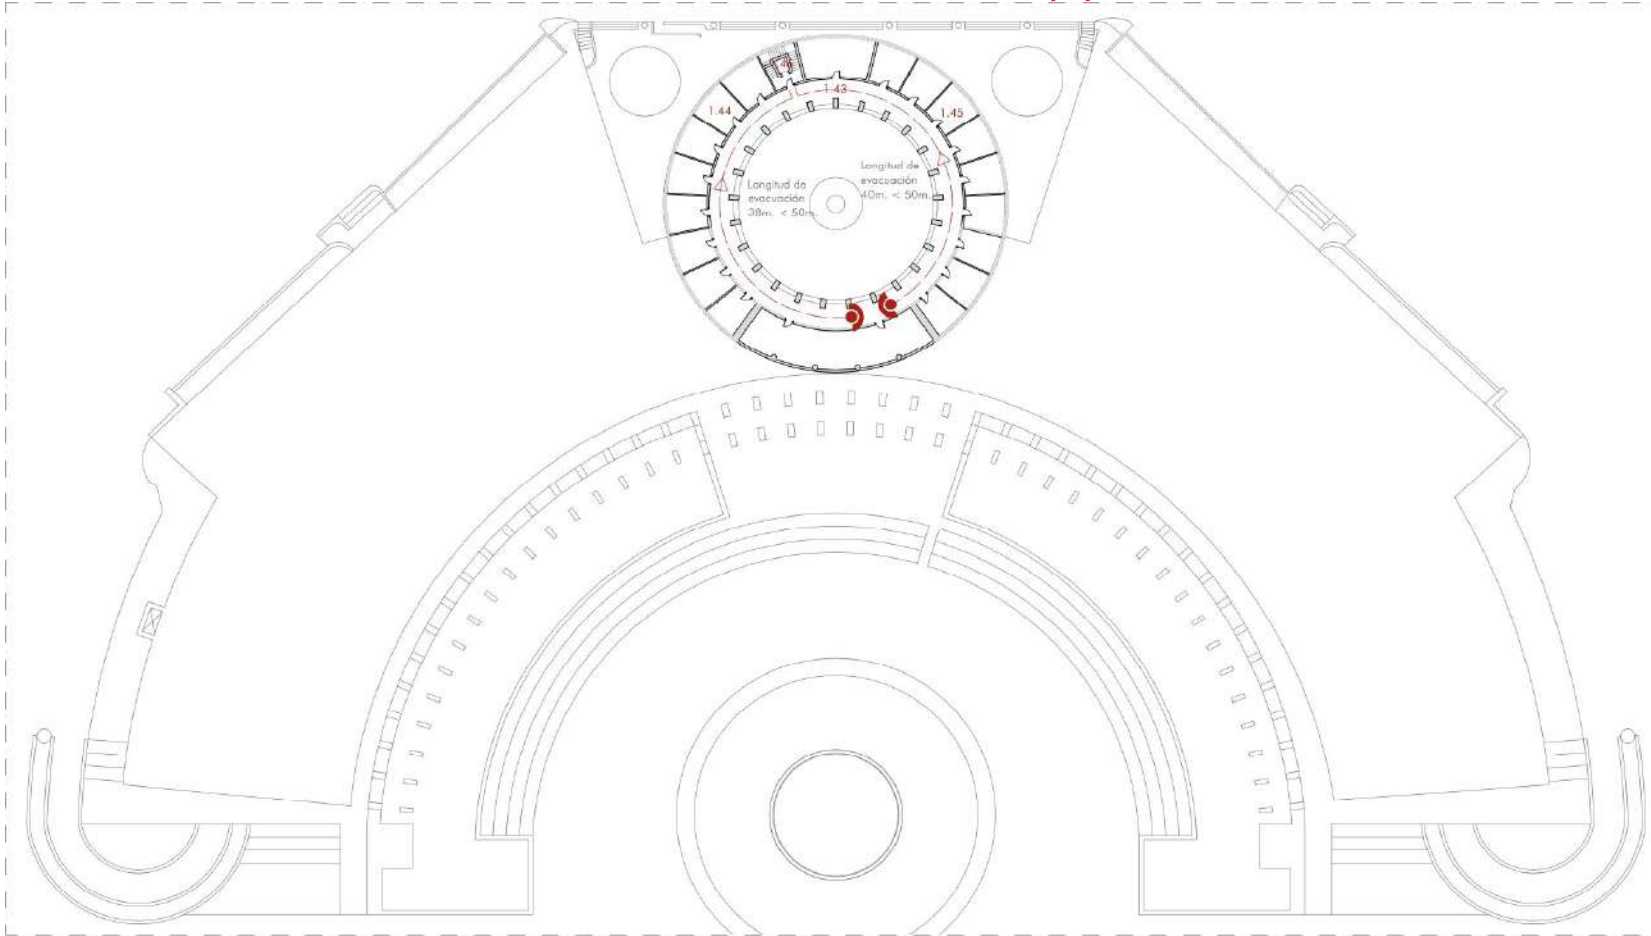 1.43
1.44
1.45
Longitud de
evacuación
40m. < 50m.
Longitud de
evacuación
38m. < 50m.